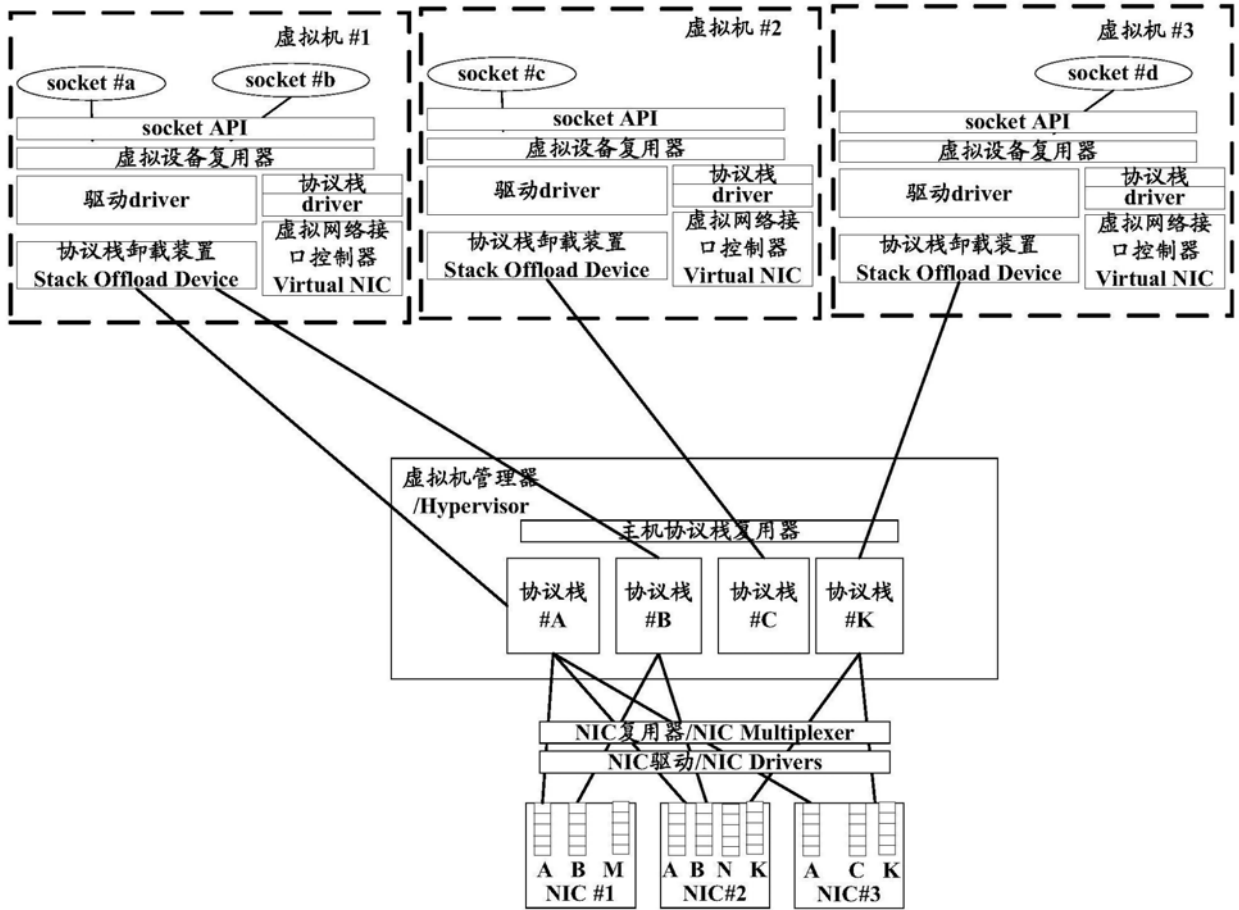 虚拟机 #1
socket #a
socket #b
socket API
虚拟设备复用器
驱动driver
协议栈
driver
协议栈卸载装置
Stack Offload Device
虚拟网络接
口控制器
Virtual NIC
虚拟机 #2
socket #c
socket API
虚拟设备复用器
驱动driver
协议栈
driver
协议栈卸载装置
Stack Offload Device
虚拟网络接
口控制器
Virtual NIC
虚拟机 #3
socket #d
socket API
虚拟设备复用器
驱动driver
协议栈
driver
协议栈卸载装置
Stack Offload Device
虚拟网络接
口控制器
Virtual NIC
虚拟机管理器
/Hypervisor
主机协议栈复用器
协议栈
#A
协议栈
#B
协议栈
#C
协议栈
#K
NIC复用器/NIC Multiplexer
NIC驱动/NIC Drivers
A B M
NIC #1
A B N K
NIC#2
A C K
NIC#3